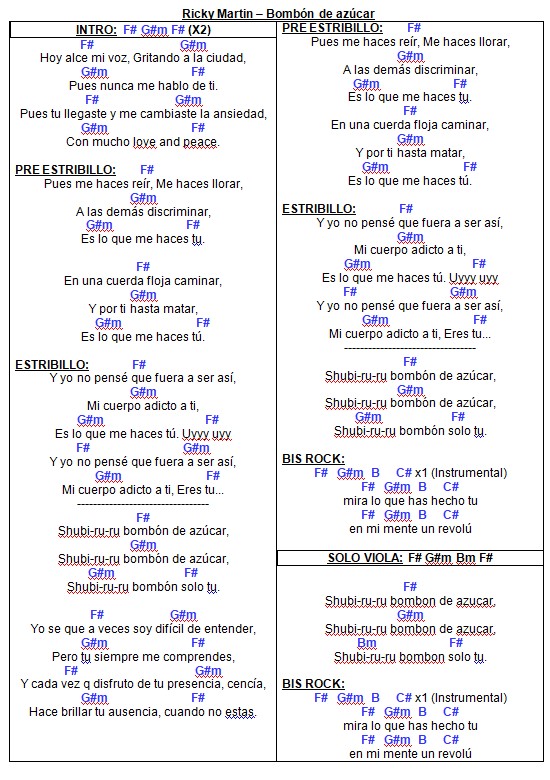 Ricky Martin – Bombón de azúcar
INTRO: F# G#m F# (X2)
F# G#m
Hoy alce mi voz, Gritando a la ciudad,
G#m F#
Pues nunca me hablo de ti.
F# G#m
Pues tu llegaste y me cambiaste la ansiedad,
G#m F#
Con mucho love and peace.
PRE ESTRIBILLO: F#
Pues me haces reír, Me haces llorar,
G#m
A las demás discriminar,
G#m F#
Es lo que me haces tu.
F#
En una cuerda floja caminar,
G#m
Y por ti hasta matar,
G#m F#
Es lo que me haces tú.
ESTRIBILLO: F#
Y yo no pensé que fuera a ser así,
G#m
Mi cuerpo adicto a ti,
G#m F#
Es lo que me haces tú. Uyyy uyy
F# G#m
Y yo no pensé que fuera a ser así,
G#m F#
Mi cuerpo adicto a ti, Eres tu...
---------------------------------
F#
Shubi-ru-ru bombón de azúcar,
G#m
Shubi-ru-ru bombón de azúcar,
G#m F#
Shubi-ru-ru bombón solo tu.
F# G#m
Yo se que a veces soy difícil de entender,
G#m F#
Pero tu siempre me comprendes,
F# G#m
Y cada vez q disfruto de tu presencia, cencía,
G#m F#
Hace brillar tu ausencia, cuando no estas.
PRE ESTRIBILLO: F#
Pues me haces reír, Me haces llorar,
G#m
A las demás discriminar,
G#m F#
Es lo que me haces tu.
F#
En una cuerda floja caminar,
G#m
Y por ti hasta matar,
G#m F#
Es lo que me haces tú.
ESTRIBILLO: F#
Y yo no pensé que fuera a ser así,
G#m
Mi cuerpo adicto a ti,
G#m F#
Es lo que me haces tú. Uyyy uyy
F# G#m
Y yo no pensé que fuera a ser así,
G#m F#
Mi cuerpo adicto a ti, Eres tu...
---------------------------------
F#
Shubi-ru-ru bombón de azúcar,
G#m
Shubi-ru-ru bombón de azúcar,
G#m F#
Shubi-ru-ru bombón solo tu.
BIS ROCK:
F# G#m B C# x1 (Instrumental)
F# G#m B C#
mira lo que has hecho tu
F# G#m B C#
en mi mente un revolú
SOLO VIOLA: F# G#m Bm F#
F#
Shubi-ru-ru bombon de azucar,
G#m
Shubi-ru-ru bombon de azucar,
Bm F#
Shubi-ru-ru bombon solo tu.
BIS ROCK:
F# G#m B C# x1 (Instrumental)
F# G#m B C#
mira lo que has hecho tu
F# G#m B C#
en mi mente un revolú